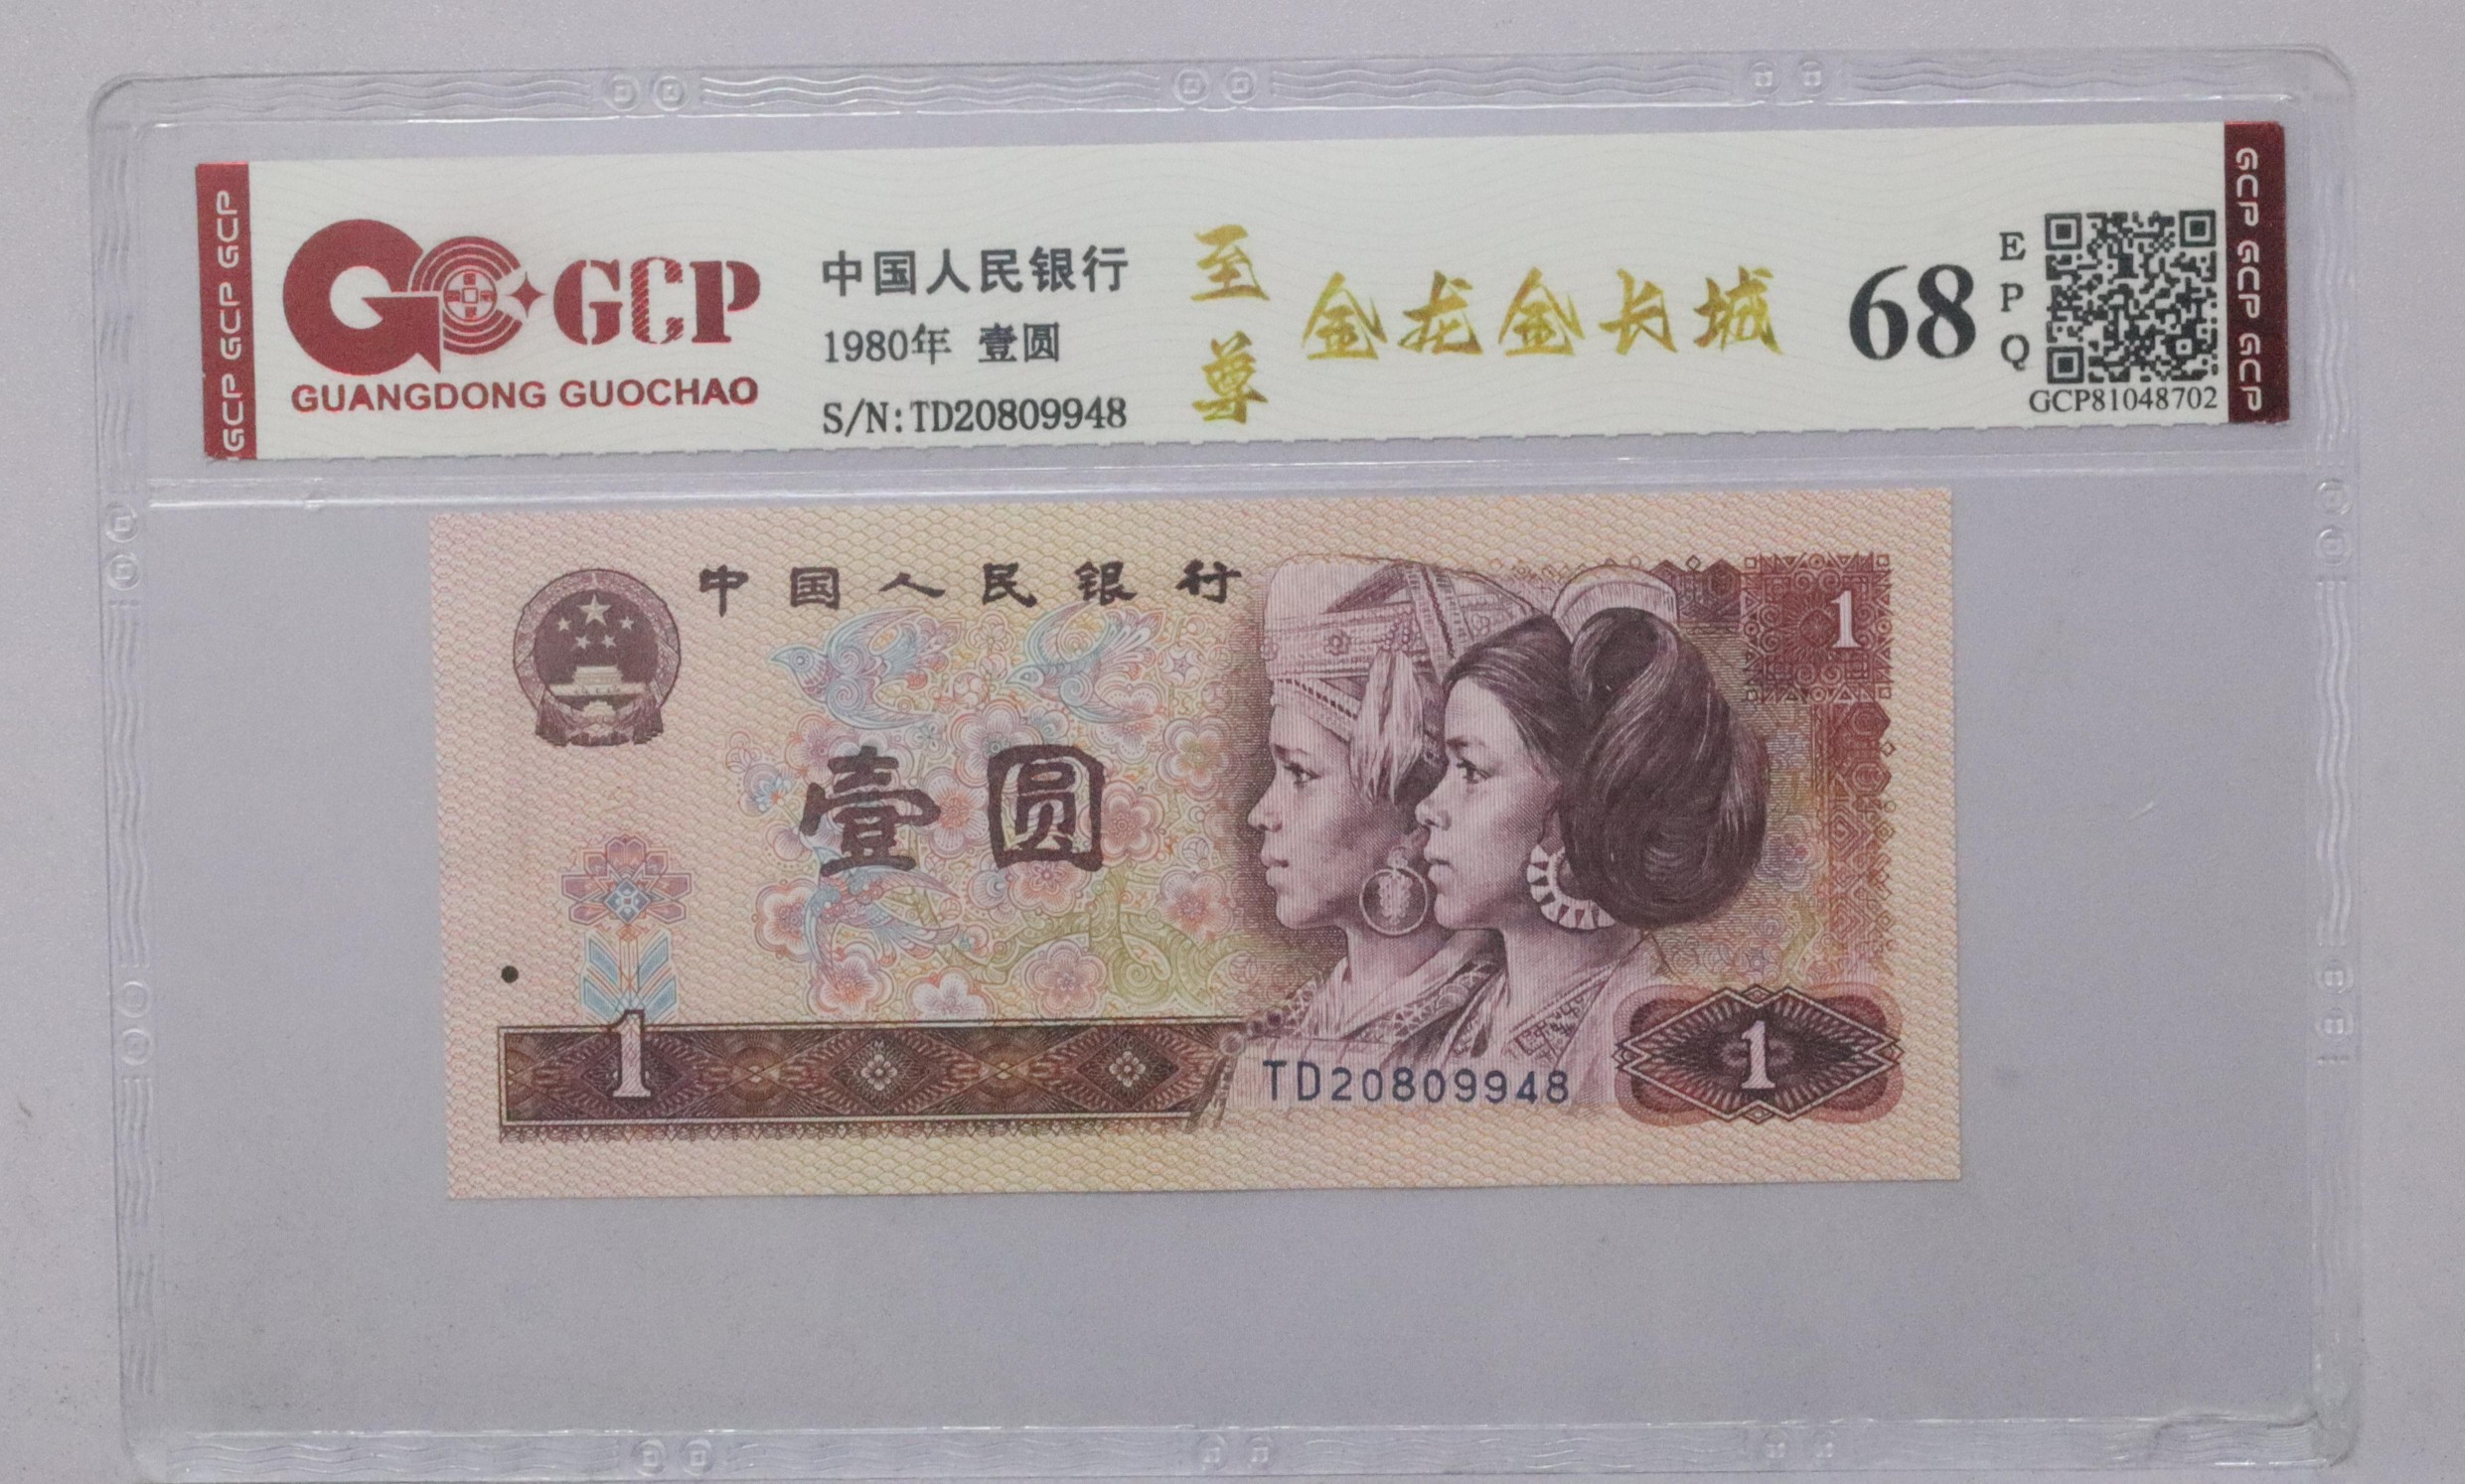 GCP GCP GCP
GCP
GUANGDONG GUOCHAO
中国人民银行
1980年 壹圆
S/N:TD20809948
至尊
金龙金长城
68
EPQ
GCP81048702
GCP GCP GCP
中国人民银行
1
壹圆
1
TD20809948
1